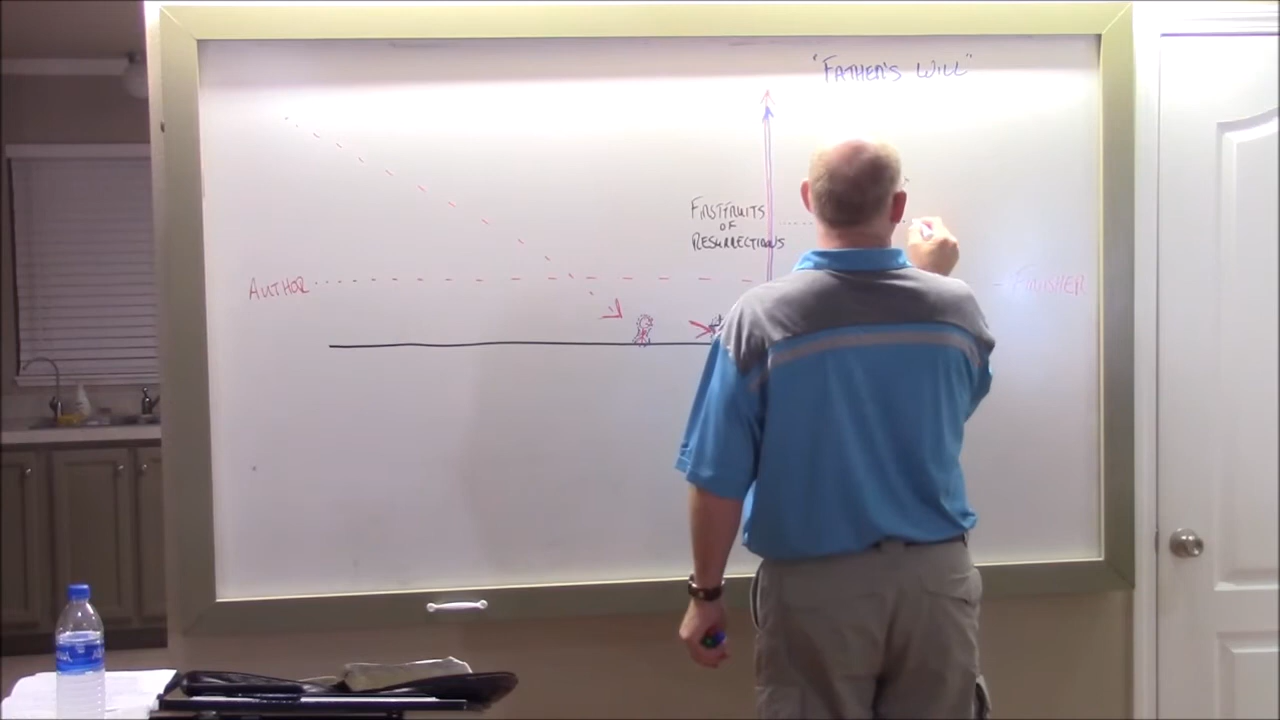 "FATHER'S WILL"
FIRSTFRUITS
OF
RESURRECTIONS
AUTHOR
FINISHER